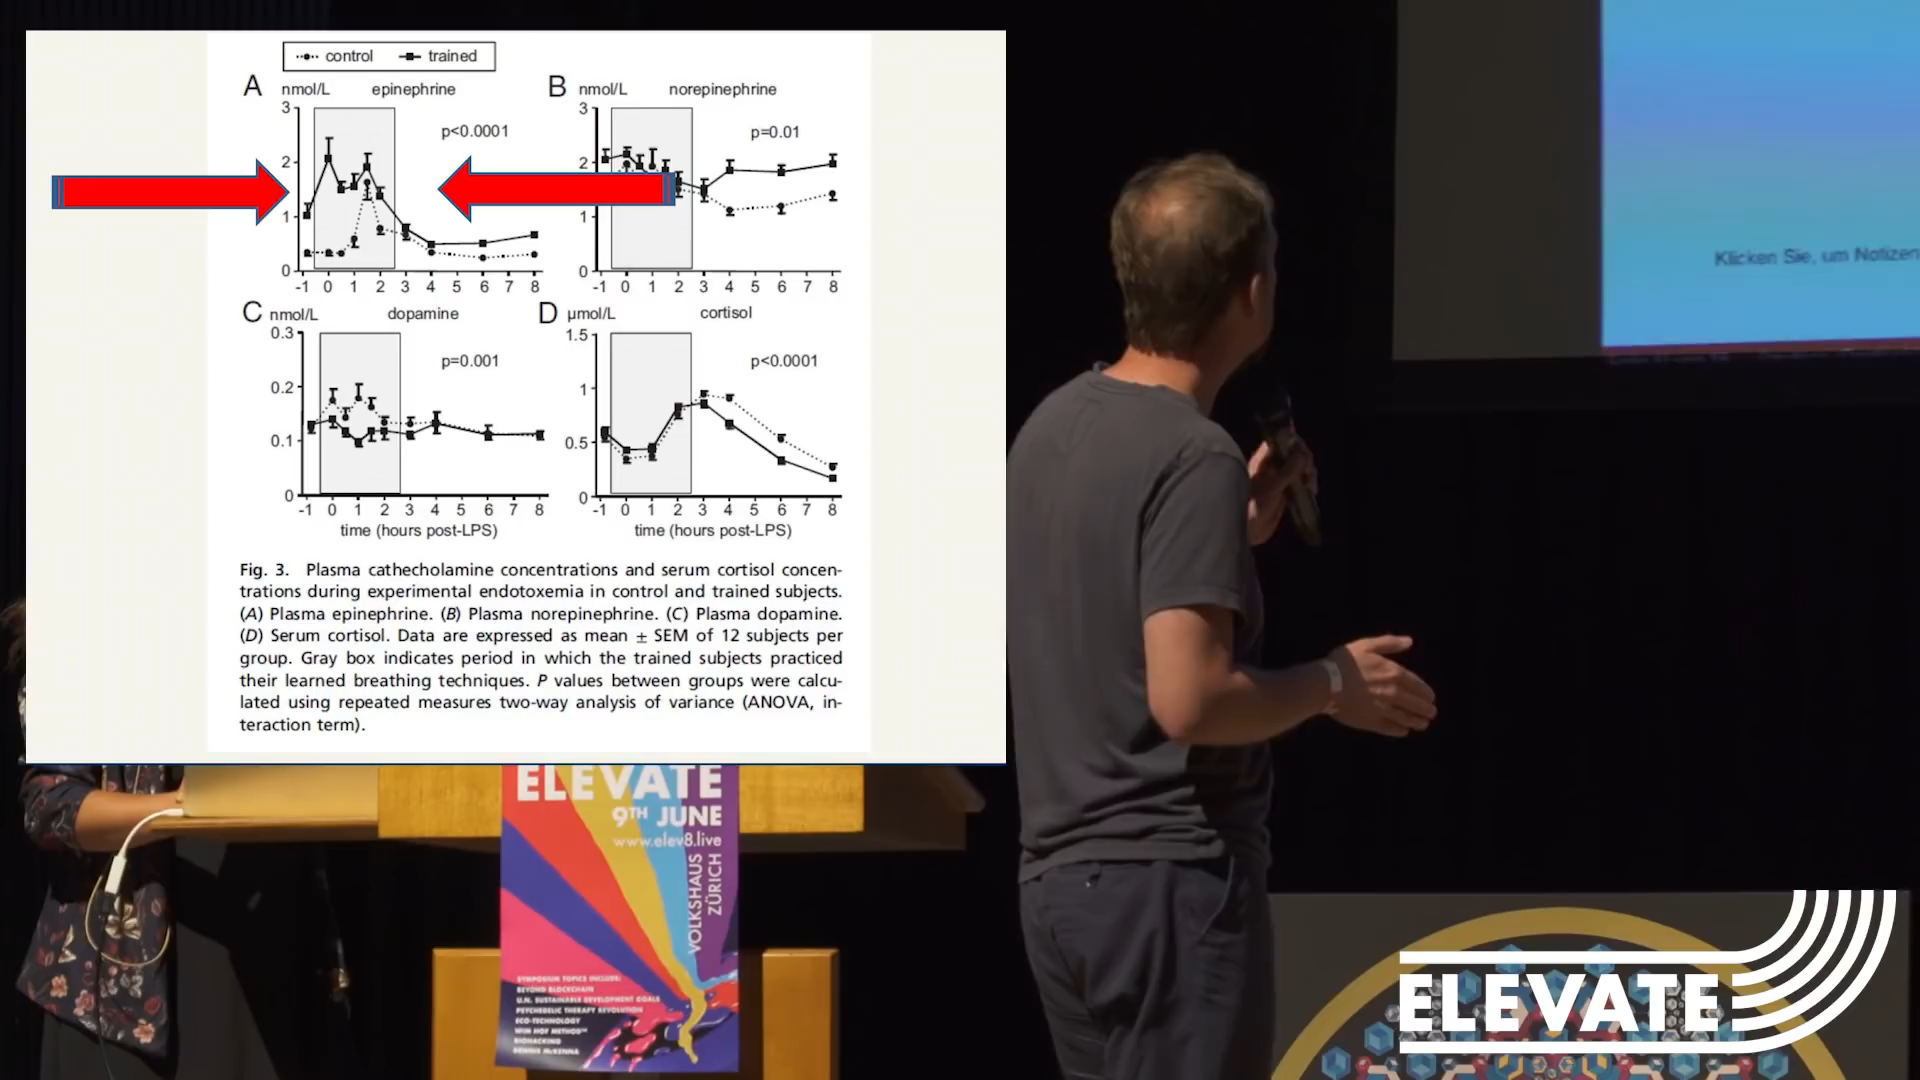 control trained
A nmol/L epinephrine
3
p<0.0001
2
1
0
-1 0 1 2 3 4 5 6 7 8
B nmol/L norepinephrine
3
p=0.01
2
1
0
-1 0 1 2 3 4 5 6 7 8
C nmol/L dopamine
0.3
p=0.001
0.2
0.1
0
-1 0 1 2 3 4 5 6 7 8
time (hours post-LPS)
D µmol/L cortisol
1.5
p<0.0001
1
0.5
0
-1 0 1 2 3 4 5 6 7 8
time (hours post-LPS)
Fig. 3. Plasma cathecholamine concentrations and serum cortisol concen-
trations during experimental endotoxemia in control and trained subjects.
(A) Plasma epinephrine. (B) Plasma norepinephrine. (C) Plasma dopamine.
(D) Serum cortisol. Data are expressed as mean ± SEM of 12 subjects per
group. Gray box indicates period in which the trained subjects practiced
their learned breathing techniques. P values between groups were calcu-
lated using repeated measures two-way analysis of variance (ANOVA, in-
teraction term).
Klicken Sie, um Notizen
ELEVATE
9TH JUNE
www.elev8.live
VOLKSHAUS
ZÜRICH
SYMPOSIUM TOPICS INCLUDE:
BEYOND BLOCKCHAIN
U.N. SUSTAINABLE DEVELOPMENT GOALS
PSYCHEDELIC THERAPY REVOLUTION
ECO-TECHNOLOGY
WIM HOF METHOD™
BIOHACKING
DENNIS McKENNA
ELEVATE